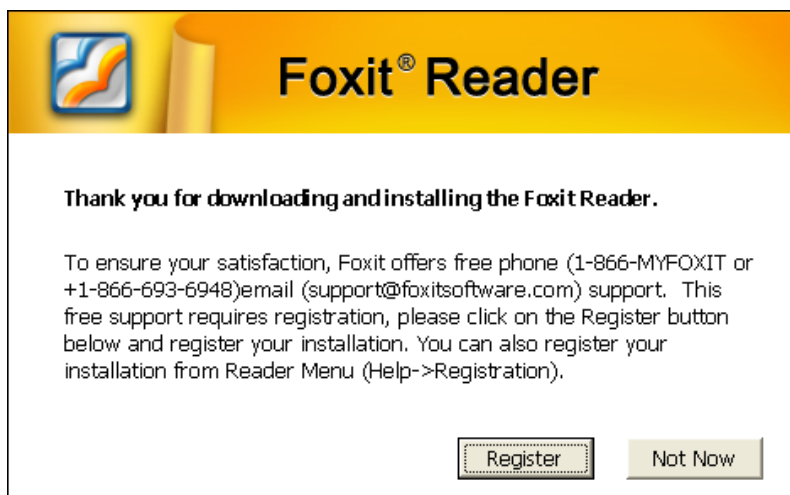 Foxit® Reader
Thank you for downloading and installing the Foxit Reader.
To ensure your satisfaction, Foxit offers free phone (1-866-MYFOXIT or
+1-866-693-6948)email (support@foxitsoftware.com) support.  This
free support requires registration, please click on the Register button
below and register your installation. You can also register your
installation from Reader Menu (Help->Registration).
Register
Not Now